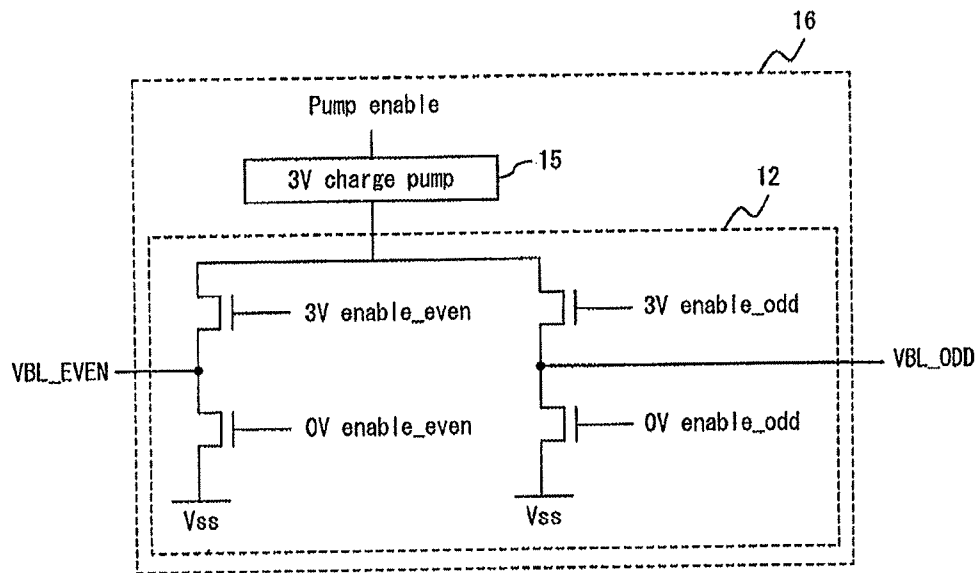 16
Pump enable
3V charge pump
15
12
3V enable_even
3V enable_odd
VBL_EVEN
VBL_ODD
0V enable_even
0V enable_odd
Vss
Vss